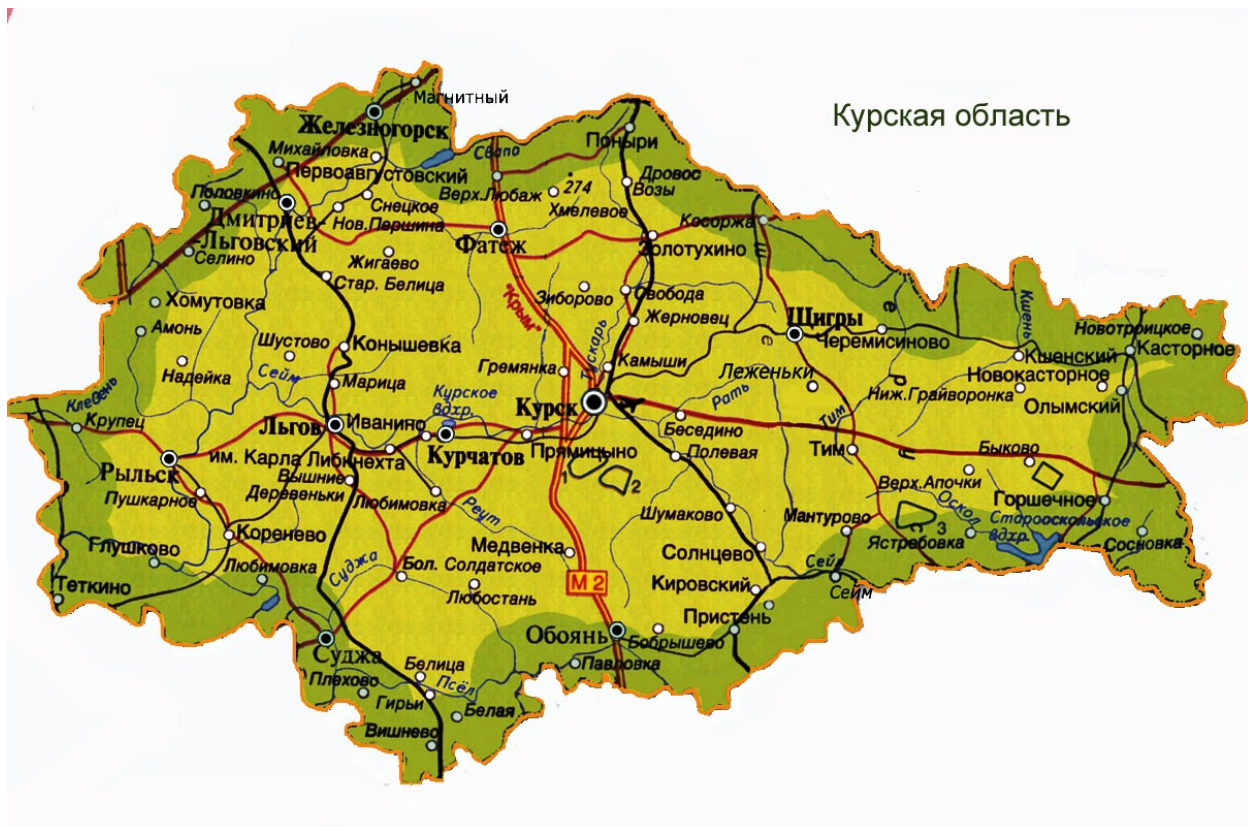 Курская область
Магнитный
Железногорск
Михайловка
Первоавгустовский
Свапа
Поныри
Половкино
Верх.Любаж
274
Дровос
Возы
Снецкое
Хмелевое
Дмитриев-
-Льговский
Нов.Першина
Фатеж
Косоржа
Золотухино
Селино
Жигаево
Стар. Белица
Зиборово
Свобода
Хомутовка
"Крым"
Жерновец
Щигры
Кшень
Амонь
Шустово
Конышевка
Тускарь
Черемисиново
Новотроицкое
Касторное
Кшенский
Надейка
Сейм
Марица
Гремянка
Камыши
Леженьки
Новокасторное
Клевень
Курское
вдхр.
Курск
Рать
Ниж.Грайворонка
Олымский
Крупец
Льгов
Иванино
Беседино
Тим
Рыльск
им. Карла Либкнехта
Курчатов
Прямицыно
Полевая
Тим
Быково
Пушкарное
Вышние
Деревеньки
Любимовка
1
2
Верх.Апочки
Горшечное
Реут
Шумаково
Мантурово
Оскол
Старооскольское
вдхр.
Коренево
3
Глушково
Медвенка
Солнцево
Ястребовка
Сосновка
Любимовка
Суджа
Бол. Солдатское
Сейм
Сейм
Теткино
Любостань
М 2
Кировский
Пристень
Обоянь
Бобрышево
Суджа
Белица
Павловка
Плехово
Псёл
Гирьи
Белая
Вишнево
щ е р